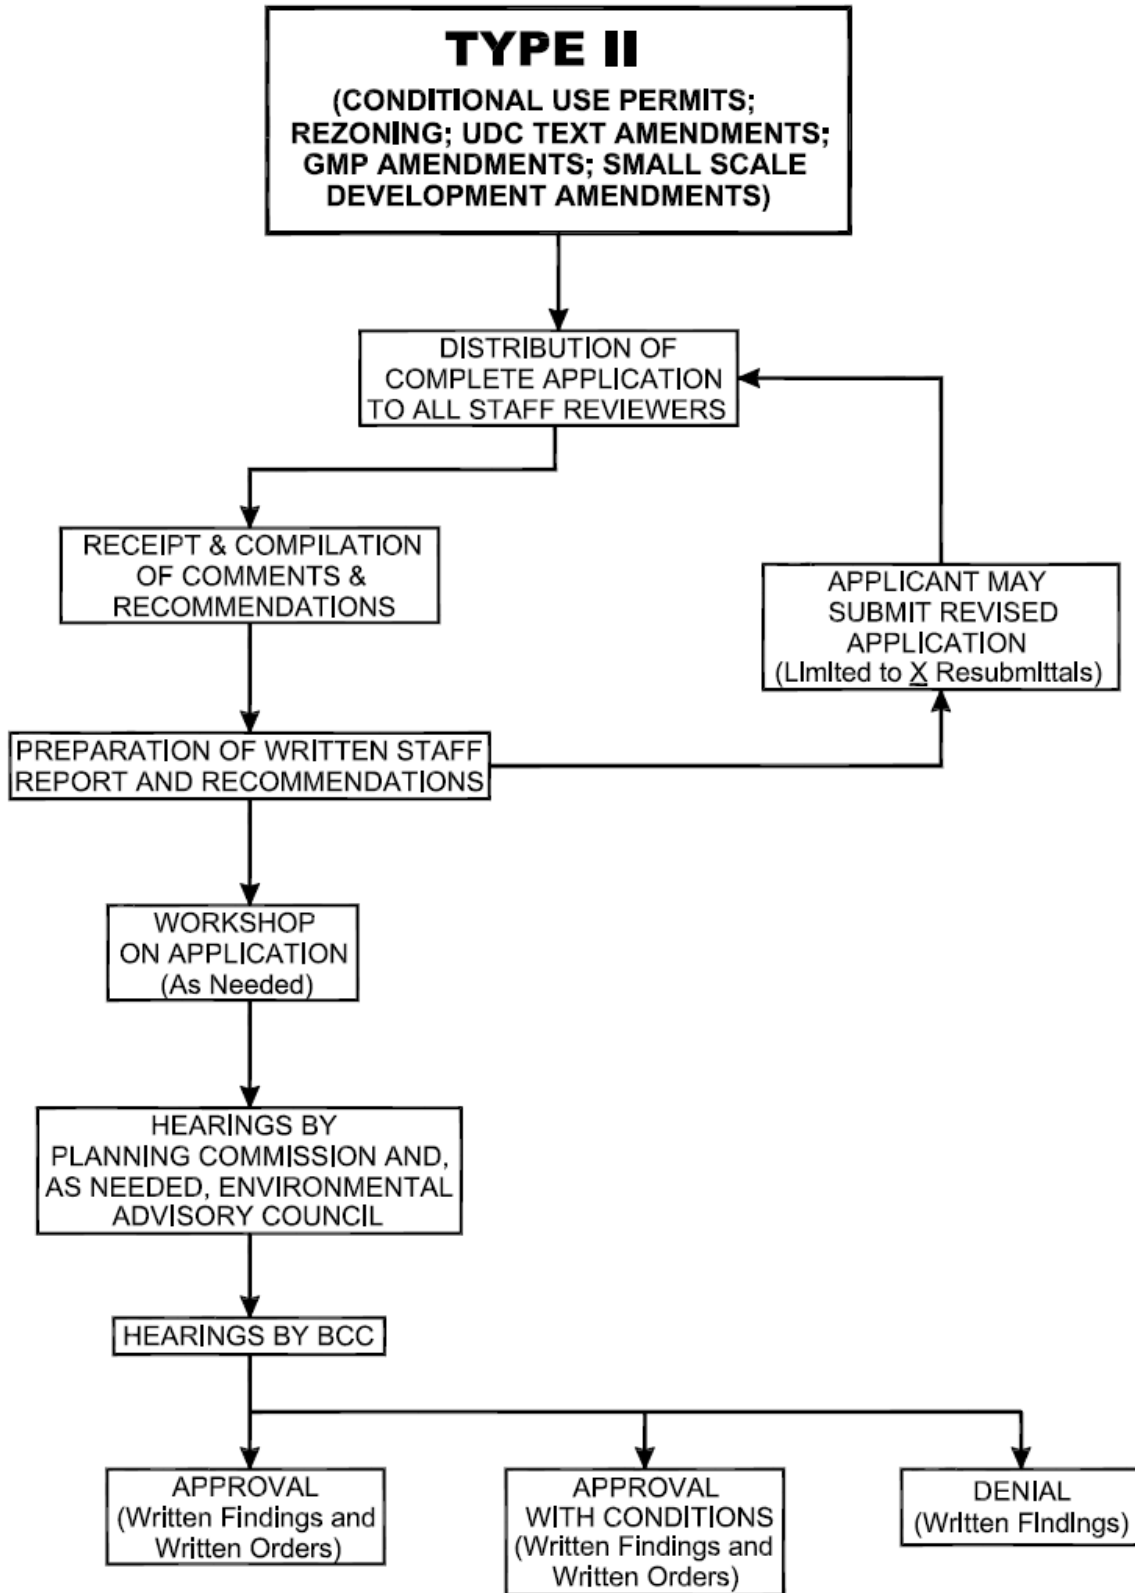 TYPE II
(CONDITIONAL USE PERMITS;
REZONING; UDC TEXT AMENDMENTS;
GMP AMENDMENTS; SMALL SCALE
DEVELOPMENT AMENDMENTS)
DISTRIBUTION OF
COMPLETE APPLICATION
TO ALL STAFF REVIEWERS
RECEIPT & COMPILATION
OF COMMENTS &
RECOMMENDATIONS
APPLICANT MAY
SUBMIT REVISED
APPLICATION
(Limited to X Resubmittals)
PREPARATION OF WRITTEN STAFF
REPORT AND RECOMMENDATIONS
WORKSHOP
ON APPLICATION
(As Needed)
HEARINGS BY
PLANNING COMMISSION AND,
AS NEEDED, ENVIRONMENTAL
ADVISORY COUNCIL
HEARINGS BY BCC
APPROVAL
(Written Findings and
Written Orders)
APPROVAL
WITH CONDITIONS
(Written Findings and
Written Orders)
DENIAL
(Written Findings)